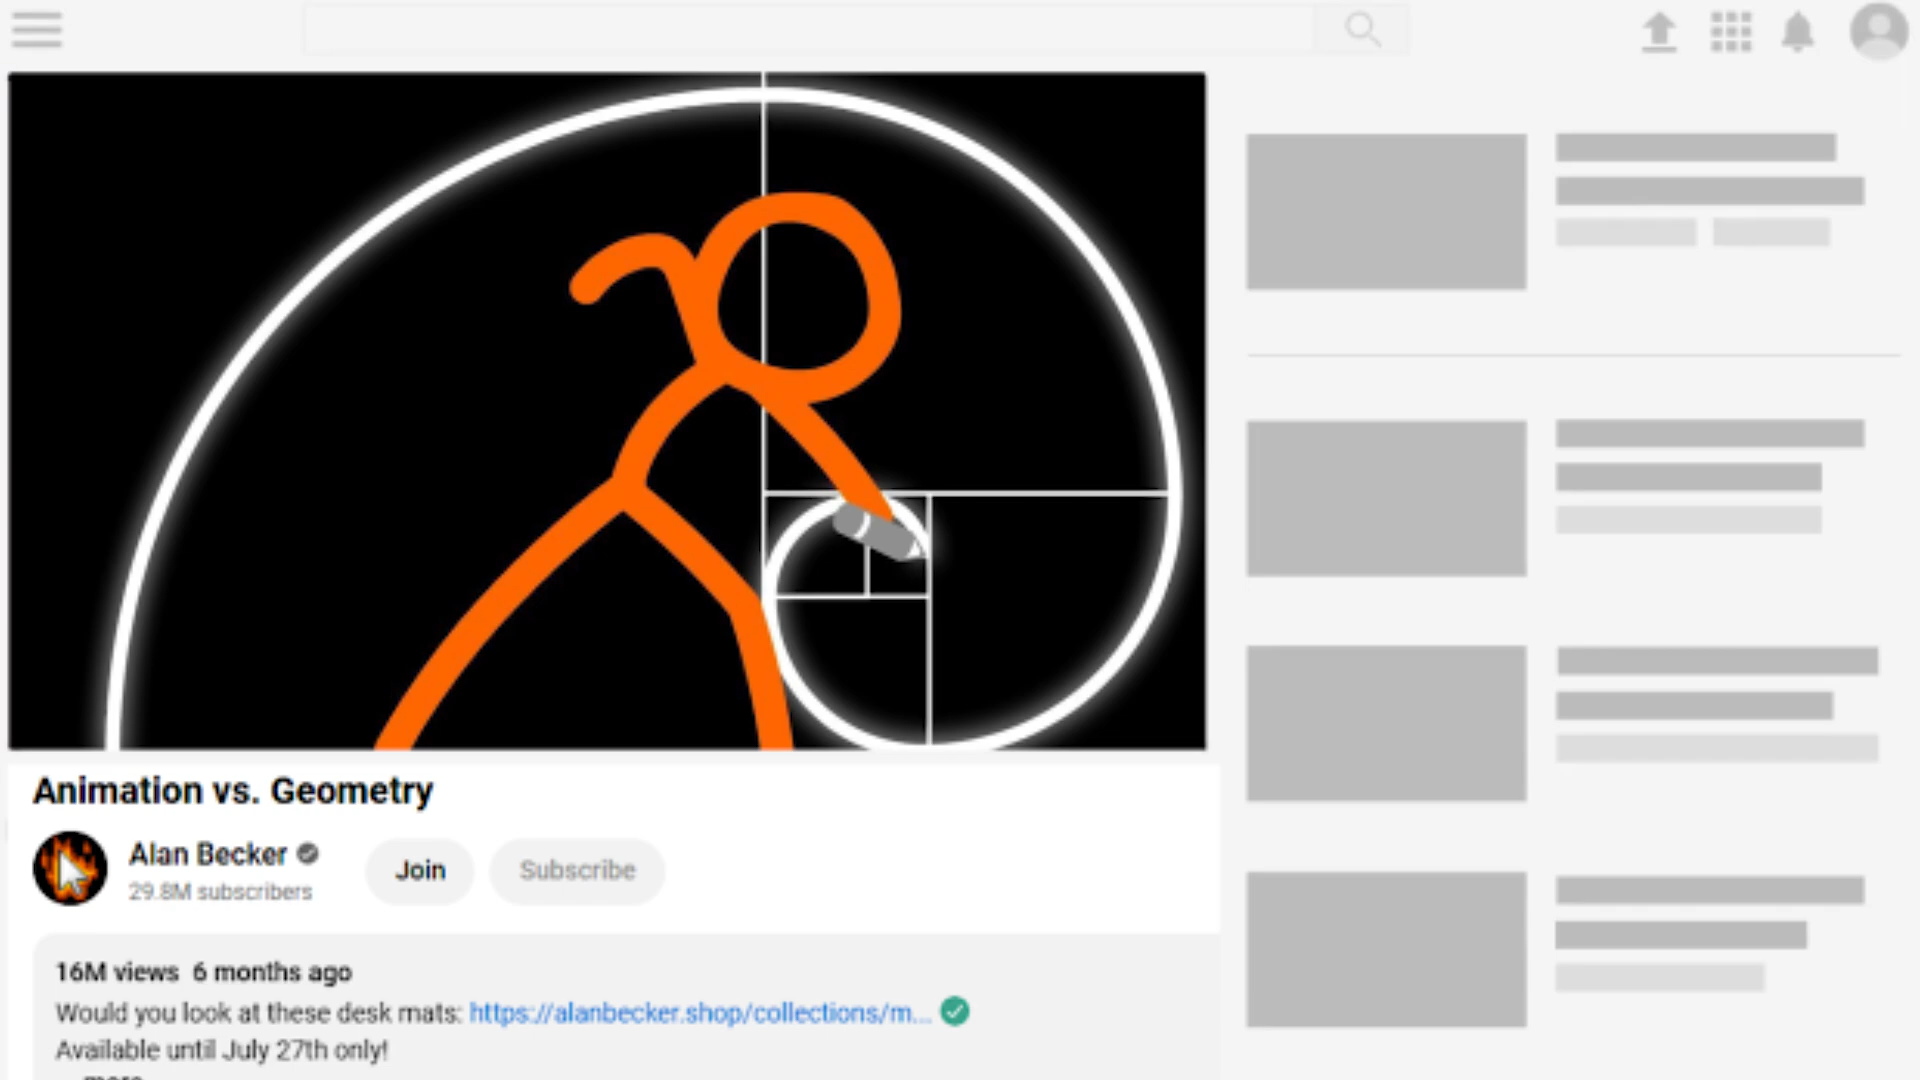 Animation vs. Geometry
Alan Becker
29.8M subscribers
Join
Subscribe
16M views 6 months ago
Would you look at these desk mats: https://alanbecker.shop/collections/m...
Available until July 27th only!
...more